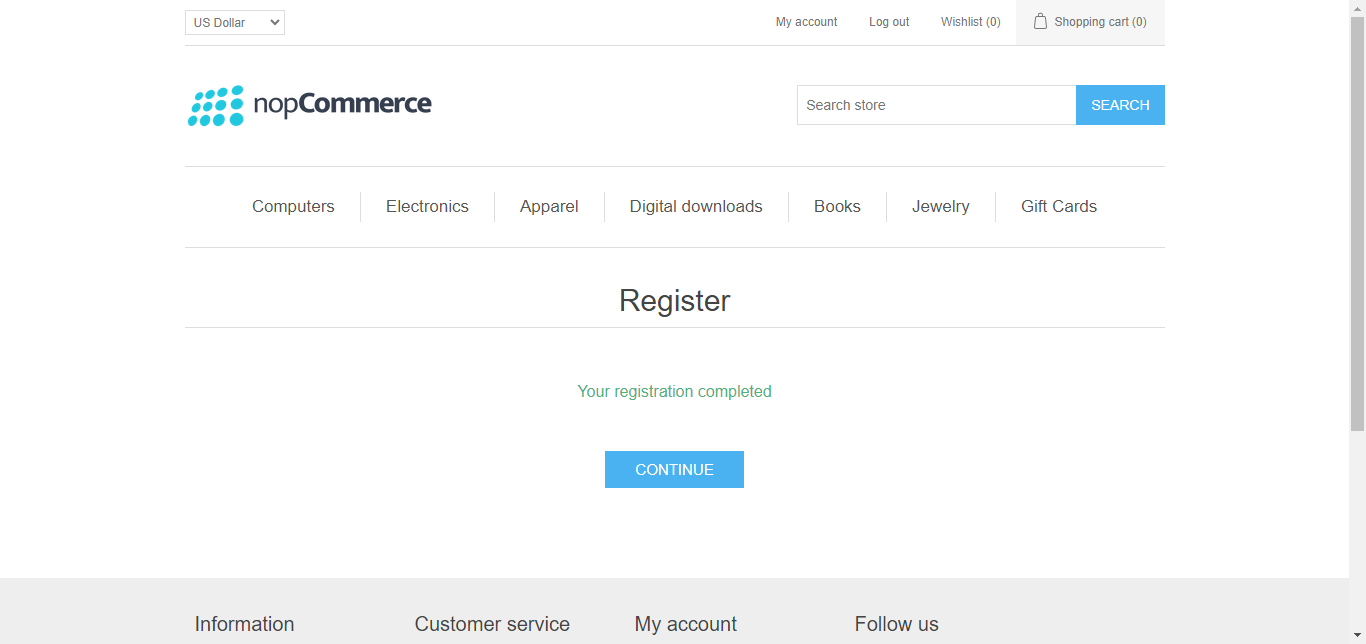 US Dollar
My account
Log out
Wishlist (0)
Shopping cart (0)
nopCommerce
Search store
SEARCH
Computers
Electronics
Apparel
Digital downloads
Books
Jewelry
Gift Cards
Register
Your registration completed
CONTINUE
Information
Customer service
My account
Follow us